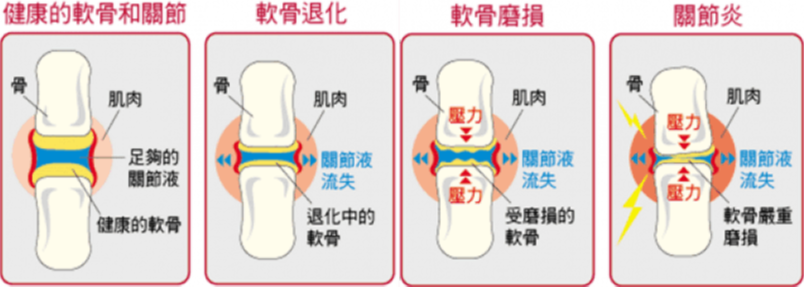 健康的軟骨和關節
骨
肌肉
足夠的
關節液
健康的軟骨
軟骨退化
骨
肌肉
關節液
流失
退化中的
軟骨
軟骨磨損
骨
肌肉
壓力
關節液
流失
壓力
受磨損的
軟骨
關節炎
骨
肌肉
壓力
關節液
流失
壓力
軟骨嚴重
磨損